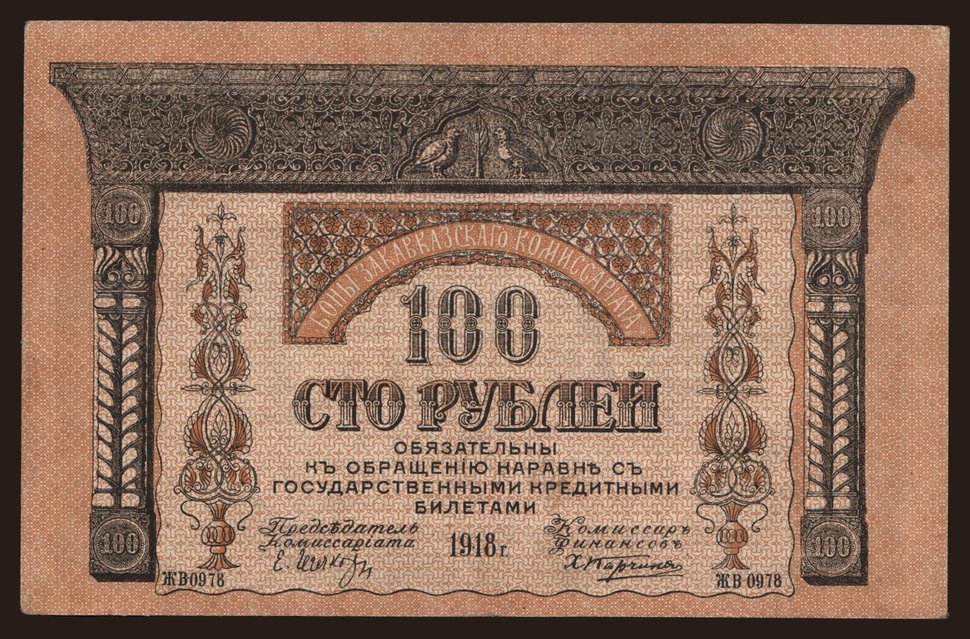 100 100
БОНЫ ЗАКАВКАЗСКАГО КОМИССАРІАТА
100
СТО РУБЛЕЙ
ОБЯЗАТЕЛЬНЫ
КЪ ОБРАЩЕНІЮ НАРАВНѢ СЪ
ГОСУДАРСТВЕННЫМИ КРЕДИТНЫМИ
БИЛЕТАМИ
Предсѣдатель
Комиссаріата
Комиссаръ
Финансовъ
1918 г.
100 100
ЖВ 0978 ЖВ 0978